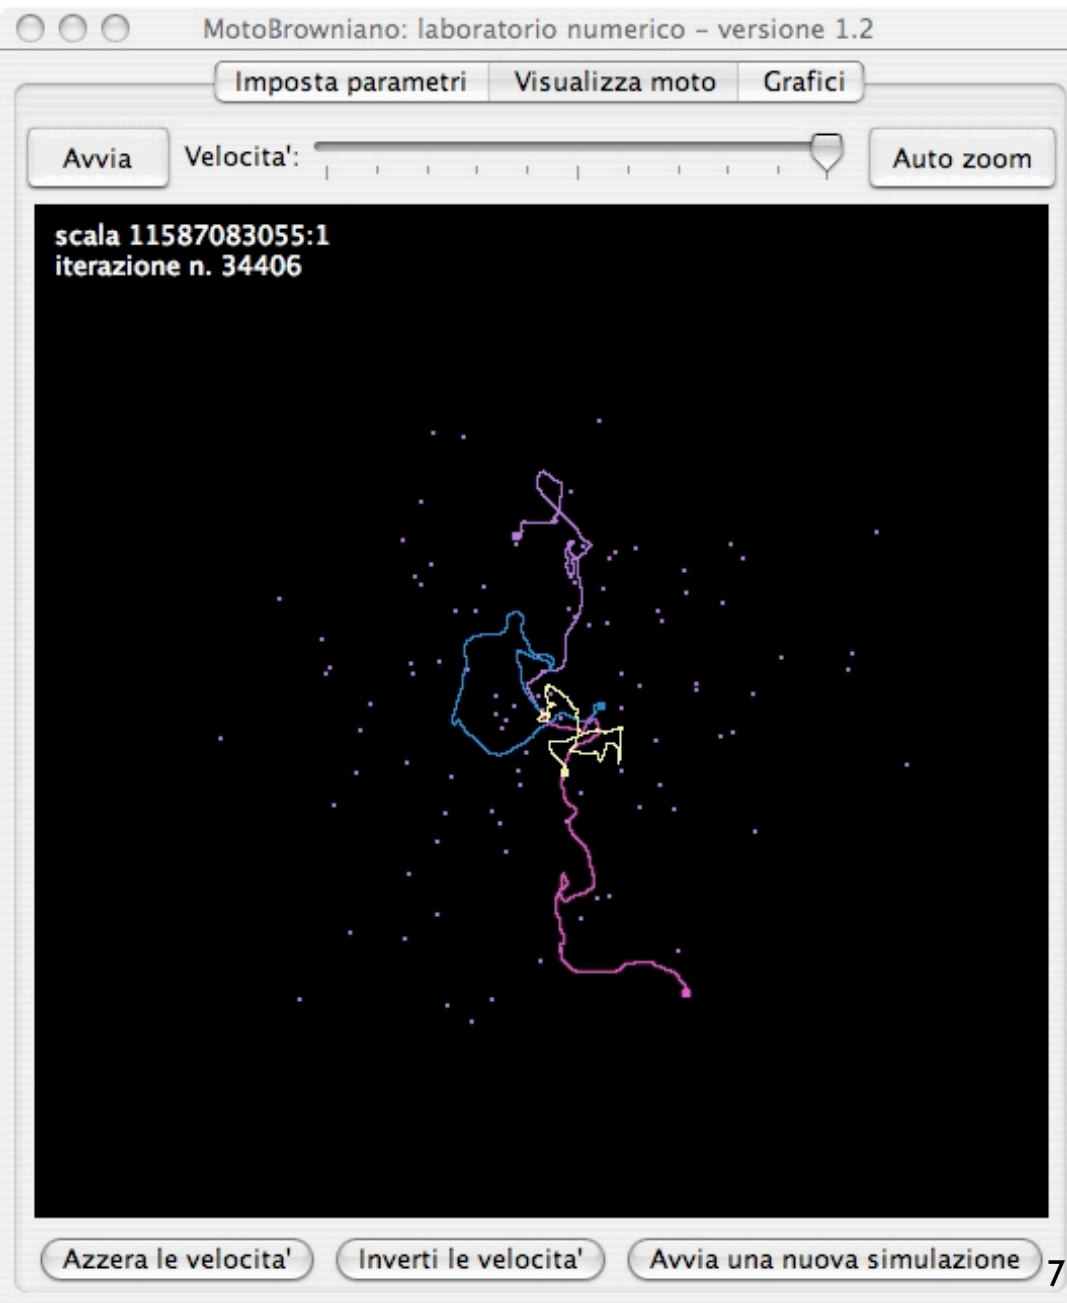 MotoBrowniano: laboratorio numerico – versione 1.2
Imposta parametri Visualizza moto Grafici
Avvia Velocita': Auto zoom
scala 11587083055:1
iterazione n. 34406
Azzera le velocita' Inverti le velocita' Avvia una nuova simulazione
7